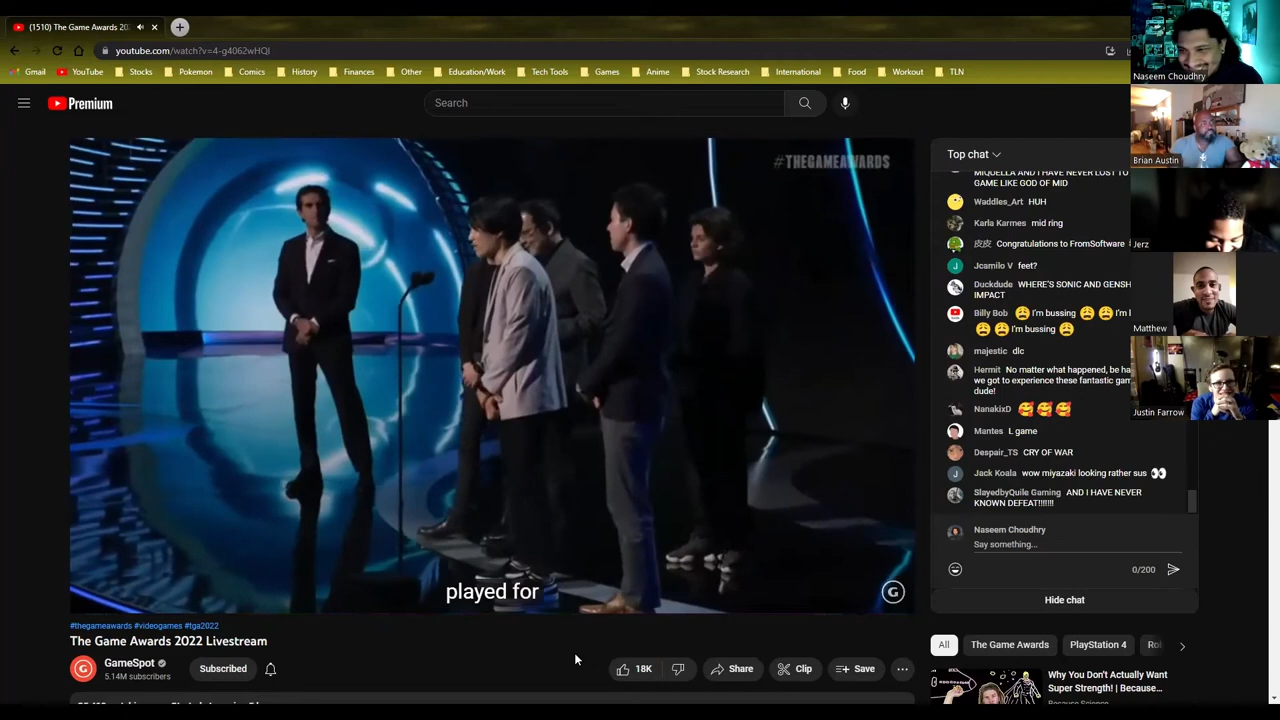 (1510) The Game Awards 202
youtube.com/watch?v=4-g4062wHQI
Gmail YouTube Stocks Pokemon Comics History Finances Other Education/Work Tech Tools Games Anime Stock Research International Food Workout TLN
Premium
Search
#THEGAMEAWARDS
played for
G
#thegameawards #videogames #tga2022
The Game Awards 2022 Livestream
GameSpot
5.14M subscribers
Subscribed
18K
Share
Clip
Save
Top chat
MIQUELLA AND I HAVE NEVER LOST TO
GAME LIKE GOD OF MID
Waddles_Art HUH
Karla Karmes mid ring
皮皮 Congratulations to FromSoftware
Jcamilo V feet?
Duckdude WHERE'S SONIC AND GENSH
IMPACT
Billy Bob I'm bussing I'm b
I'm bussing
majestic dlc
Hermit No matter what happened, be ha
we got to experience these fantastic gam
dude!
NanakixD
Mantes L game
Despair_TS CRY OF WAR
Jack Koala wow miyazaki looking rather sus
SlayedbyQuile Gaming AND I HAVE NEVER
KNOWN DEFEAT!!!!!!!
Naseem Choudhry
Say something...
0/200
Hide chat
All The Game Awards PlayStation 4 Ro
Why You Don't Actually Want
Super Strength! | Because...
Because Science
Naseem Choudhry
Brian Austin
Jerz
Matthew
Justin Farrow